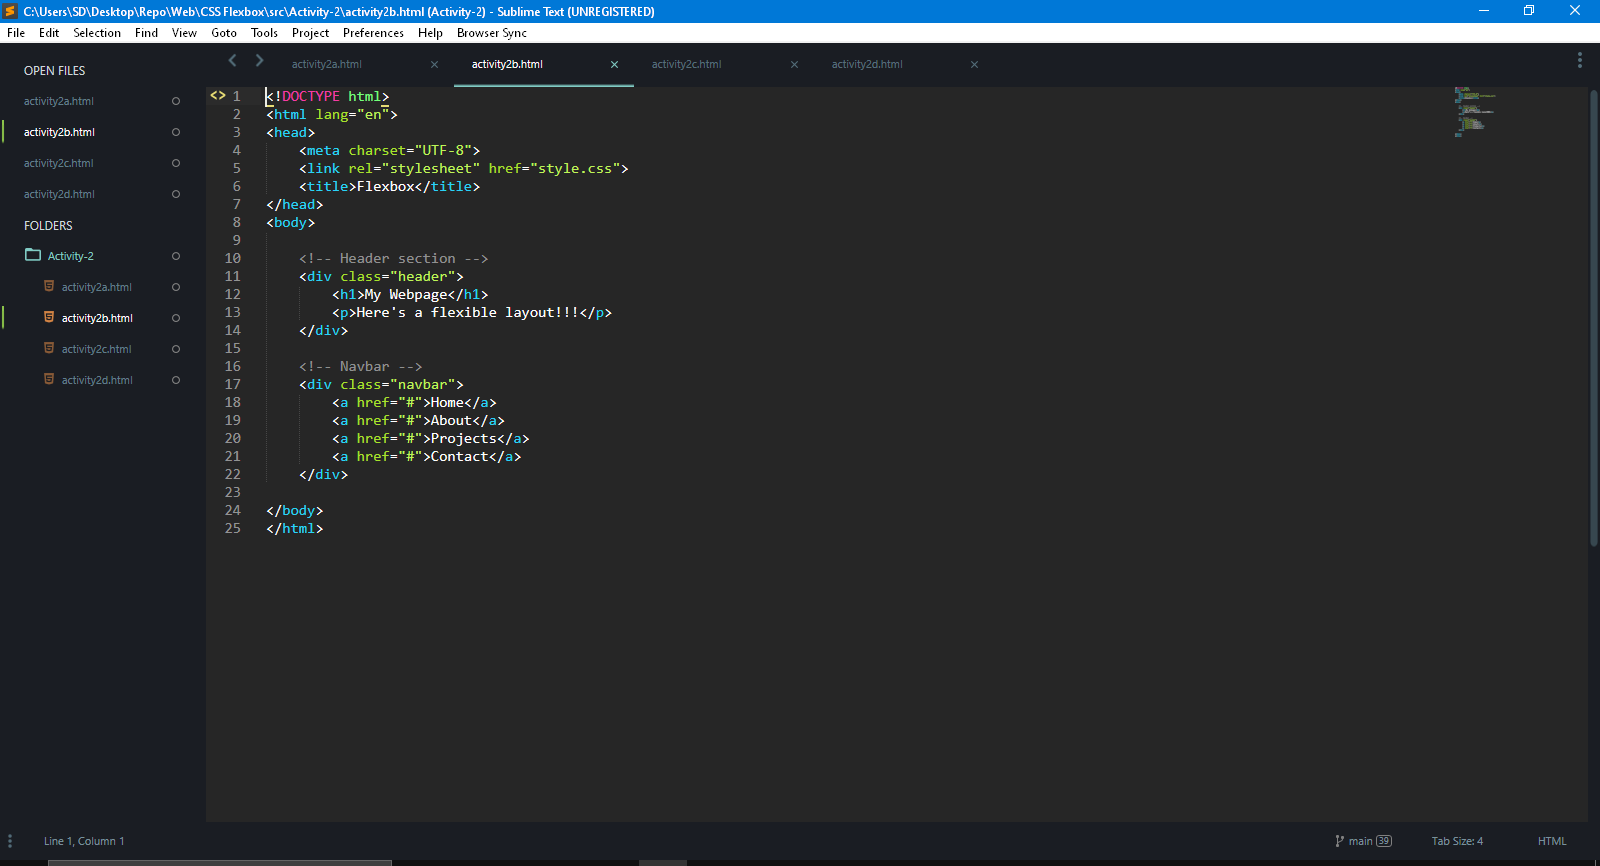 C:\Users\SD\Desktop\Repo\Web\CSS Flexbox\src\Activity-2\activity2b.html (Activity-2) - Sublime Text (UNREGISTERED)
File Edit Selection Find View Goto Tools Project Preferences Help Browser Sync
OPEN FILES
activity2a.html
activity2b.html
activity2c.html
activity2d.html
FOLDERS
Activity-2
activity2a.html
activity2b.html
activity2c.html
activity2d.html
activity2a.html activity2b.html activity2c.html activity2d.html
1 <!DOCTYPE html>
2 <html lang="en">
3 <head>
4     <meta charset="UTF-8">
5     <link rel="stylesheet" href="style.css">
6     <title>Flexbox</title>
7 </head>
8 <body>
9
10     <!-- Header section -->
11     <div class="header">
12         <h1>My Webpage</h1>
13         <p>Here's a flexible layout!!!</p>
14     </div>
15
16     <!-- Navbar -->
17     <div class="navbar">
18         <a href="#">Home</a>
19         <a href="#">About</a>
20         <a href="#">Projects</a>
21         <a href="#">Contact</a>
22     </div>
23
24 </body>
25 </html>
Line 1, Column 1 main 39 Tab Size: 4 HTML